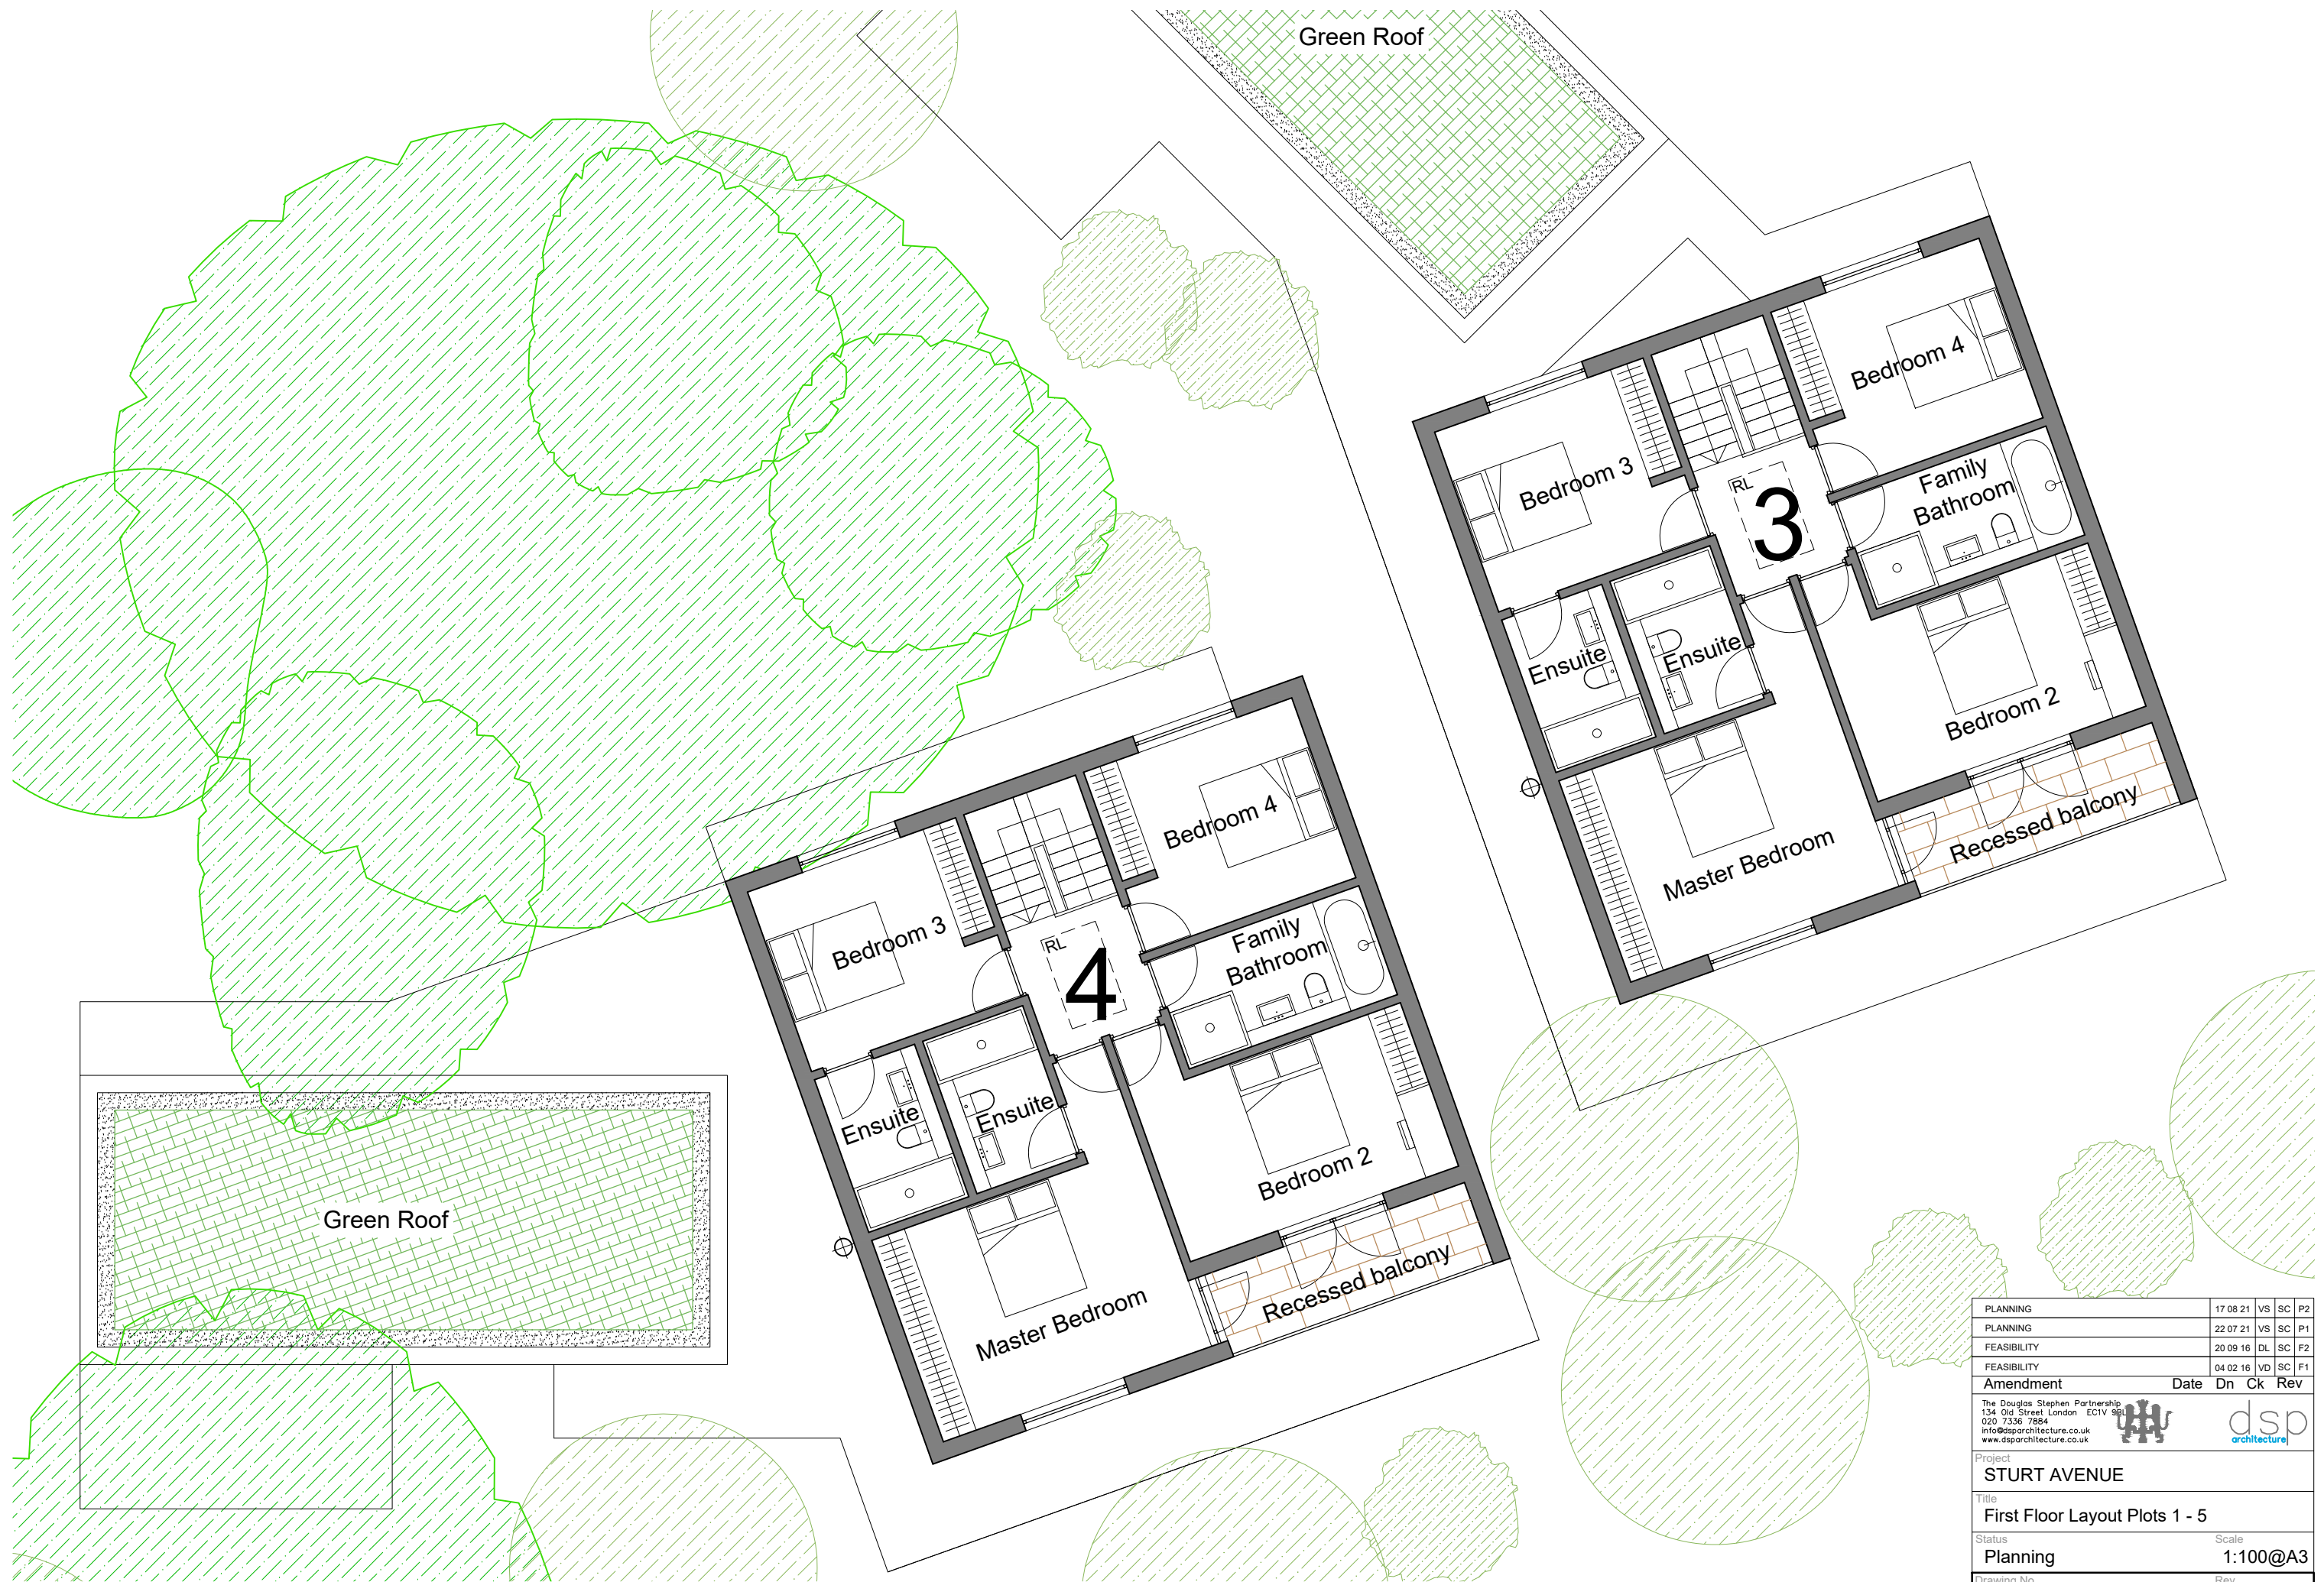 Green Roof
Bedroom 4
Bedroom 3
RL
3
Family
Bathroom
Ensuite
Ensuite
Bedroom 2
Master Bedroom
Recessed balcony
Bedroom 4
Bedroom 3
RL
4
Family
Bathroom
Ensuite
Ensuite
Bedroom 2
Master Bedroom
Recessed balcony
Green Roof
PLANNING 17 08 21 VS SC P2
PLANNING 22 07 21 VS SC P1
FEASIBILITY 20 09 16 DL SC F2
FEASIBILITY 04 02 16 VD SC F1
Amendment Date Dn Ck Rev
The Douglas Stephen Partnership
134 Old Street London EC1V 9BL
020 7336 7884
info@dsparchitecture.co.uk
www.dsparchitecture.co.uk
dsp
architecture
Project
STURT AVENUE
Title
First Floor Layout Plots 1 - 5
Status Scale
Planning 1:100@A3
Drawing No Rev